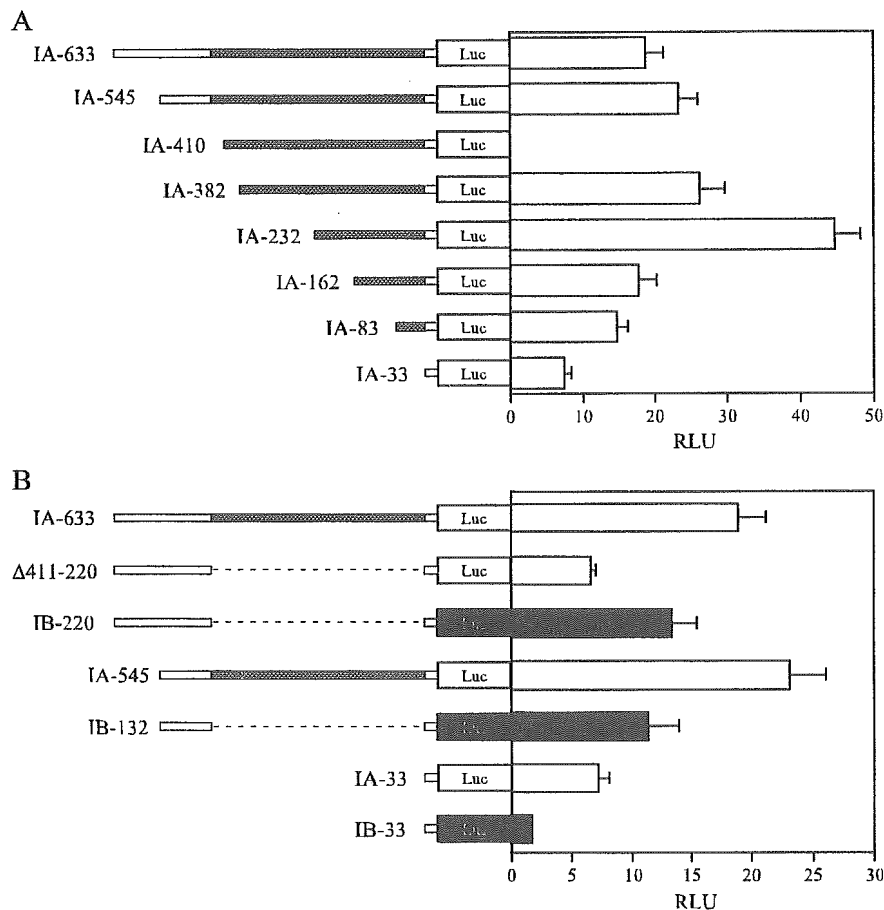 A
IA-633 Luc
IA-545 Luc
IA-410 Luc
IA-382 Luc
IA-232 Luc
IA-162 Luc
IA-83 Luc
IA-33 Luc
0 10 20 30 40 50
RLU
B
IA-633 Luc
Δ411-220 Luc
IB-220 Luc
IA-545 Luc
IB-132 Luc
IA-33 Luc
IB-33 Luc
0 5 10 15 20 25 30
RLU